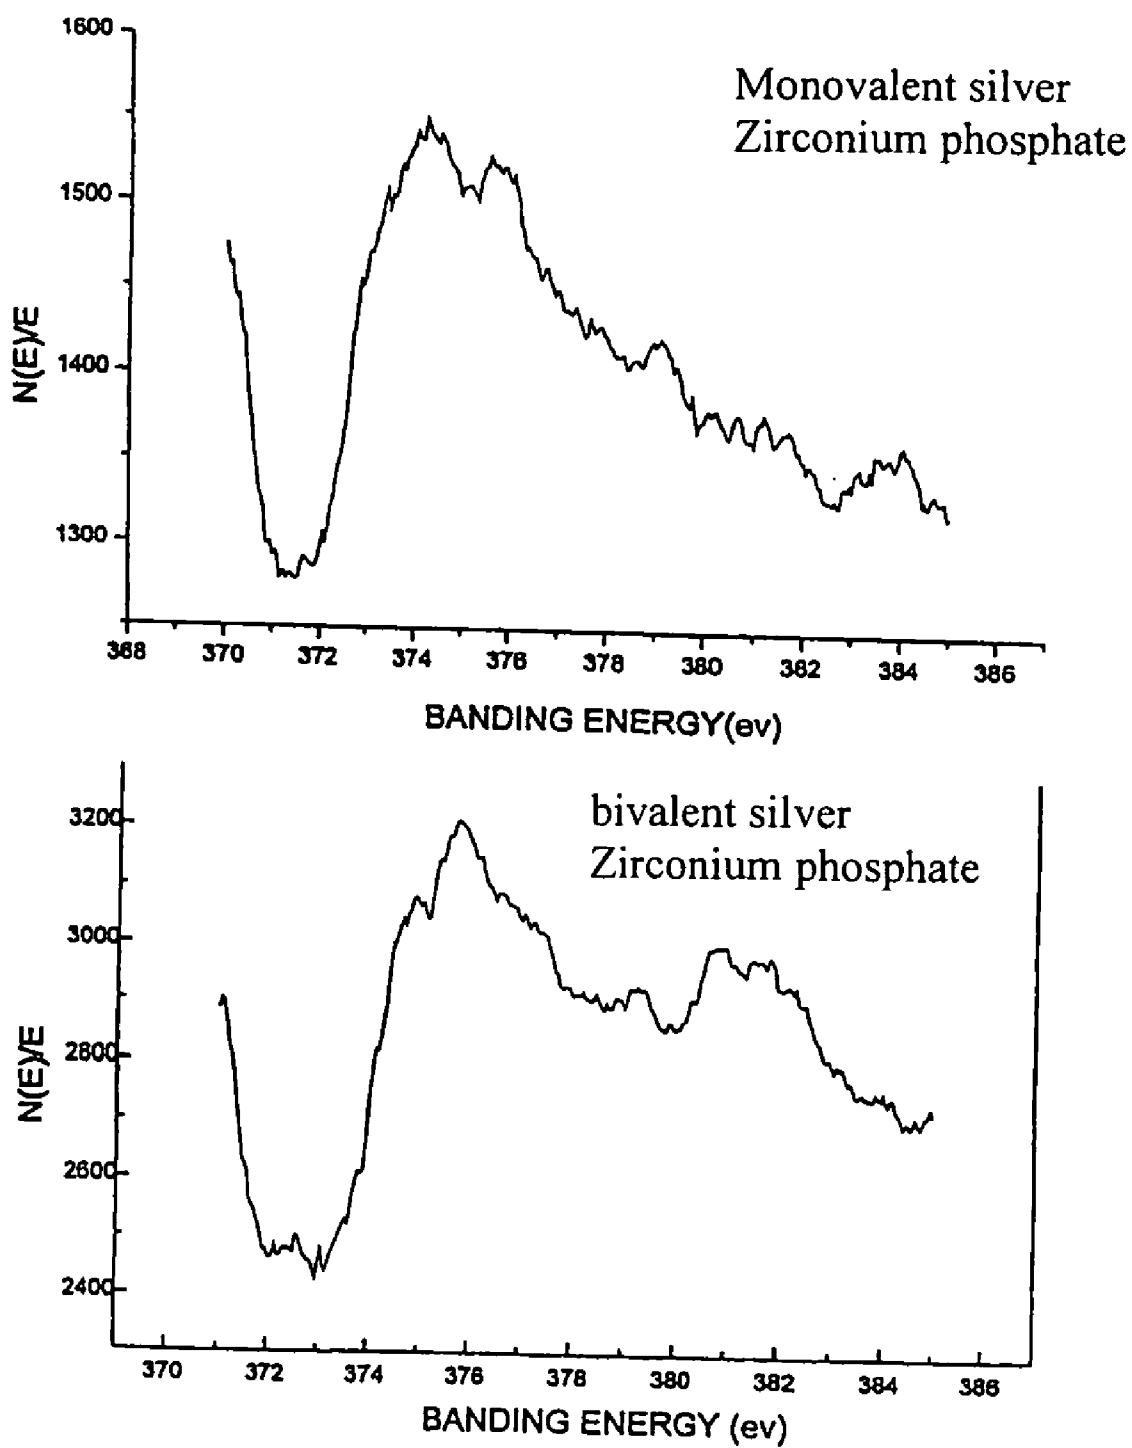 1600
1500
1400
1300
N(E)/E
Monovalent silver
Zirconium phosphate
368 370 372 374 376 378 380 382 384 386
BANDING ENERGY(ev)
3200
3000
2800
2600
2400
N(E)/E
bivalent silver
Zirconium phosphate
370 372 374 376 378 380 382 384 386
BANDING ENERGY (ev)